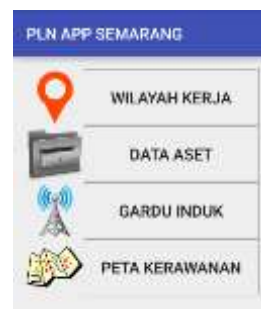 PLN APP SEMARANG
WILAYAH KERJA
DATA ASET
GARDU INDUK
PETA KERAWANAN